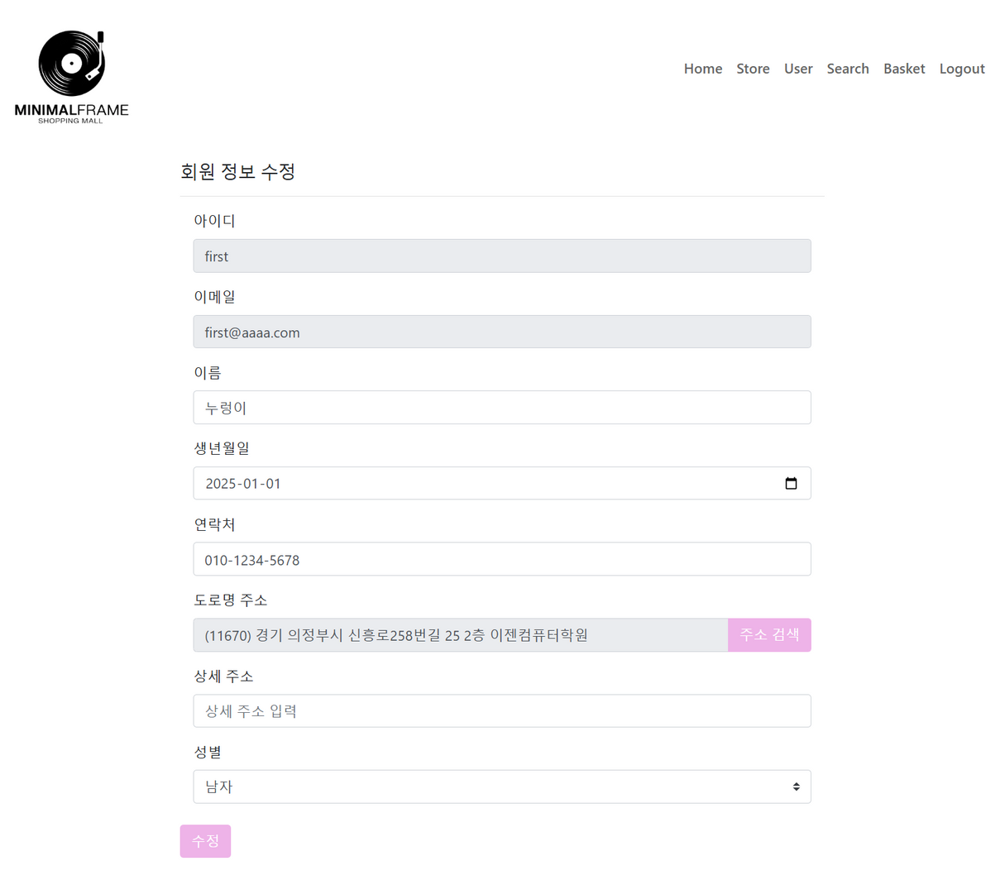 MINIMALFRAME
SHOPPING MALL
Home Store User Search Basket Logout
회원 정보 수정
아이디
first
이메일
first@aaaa.com
이름
누렁이
생년월일
2025-01-01
연락처
010-1234-5678
도로명 주소
(11670) 경기 의정부시 신흥로258번길 25 2층 이젠컴퓨터학원 주소 검색
상세 주소
상세 주소 입력
성별
남자
수정